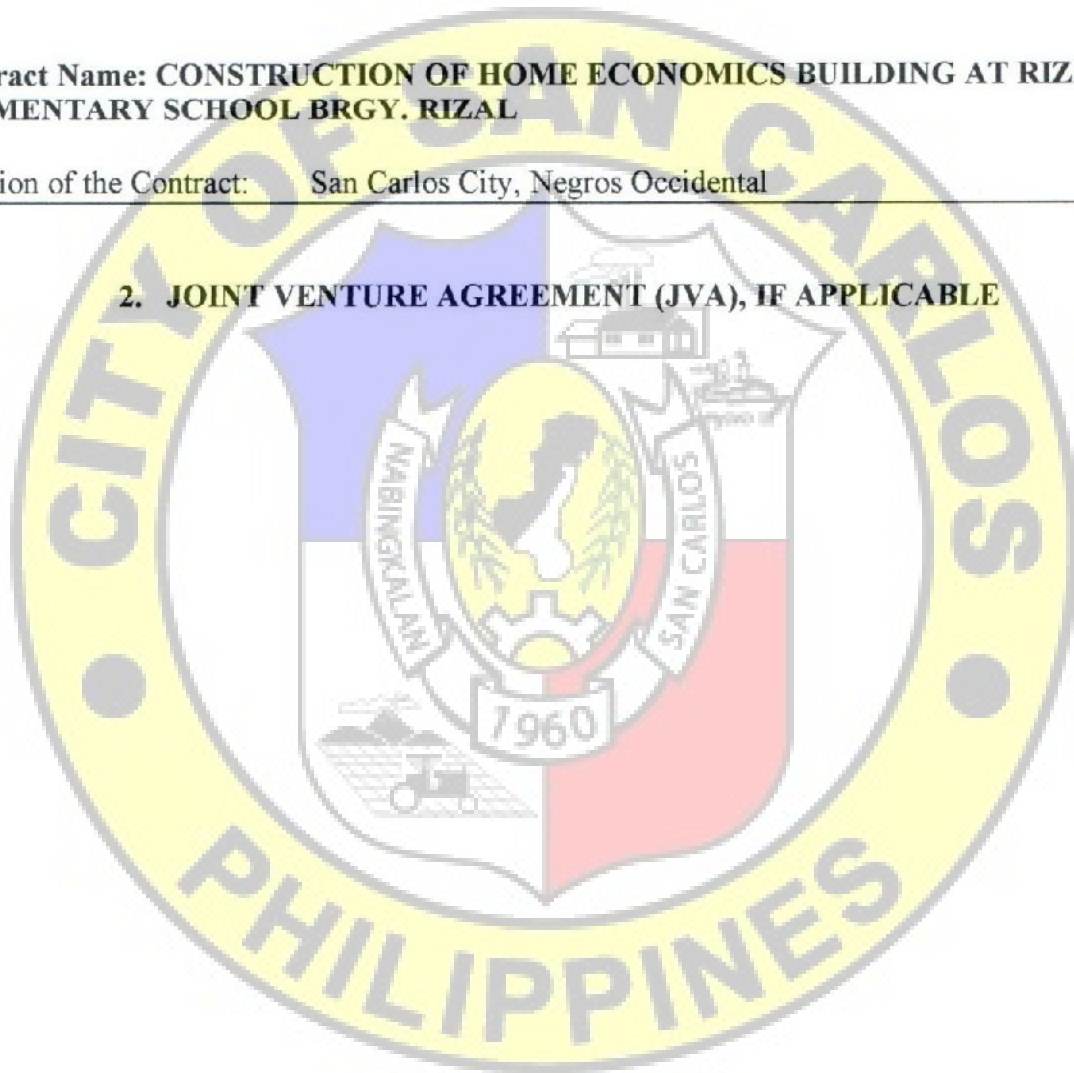 ract Name: CONSTRUCTION OF HOME ECONOMICS BUILDING AT RIZ
MENTARY SCHOOL BRGY. RIZAL
ion of the Contract: San Carlos City, Negros Occidental
2. JOINT VENTURE AGREEMENT (JVA), IF APPLICABLE
CITY OF SAN CARLOS
NABINGKALAN
SAN CARLOS
1960
PHILIPPINES